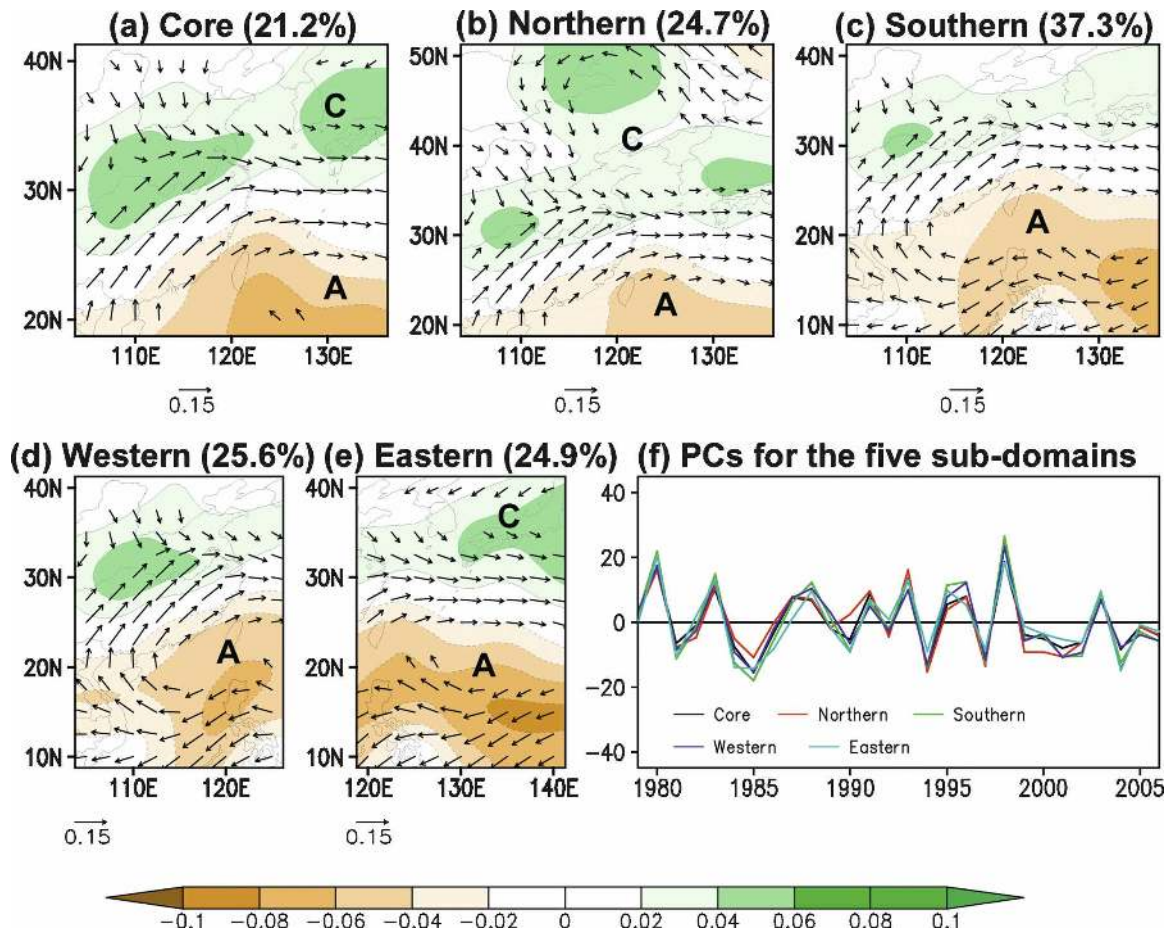 (a) Core (21.2%)
(b) Northern (24.7%)
(c) Southern (37.3%)
40N
30N
20N
C
A
110E 120E 130E
0.15
50N
40N
30N
20N
C
A
110E 120E 130E
0.15
40N
30N
20N
10N
A
110E 120E 130E
0.15
(d) Western (25.6%)
(e) Eastern (24.9%)
(f) PCs for the five sub-domains
40N
30N
20N
10N
A
110E 120E
0.15
40N
30N
20N
10N
C
A
120E 130E 140E
0.15
40
20
0
-20
-40
Core Northern Southern
Western Eastern
1980 1985 1990 1995 2000 2005
-0.1 -0.08 -0.06 -0.04 -0.02 0 0.02 0.04 0.06 0.08 0.1